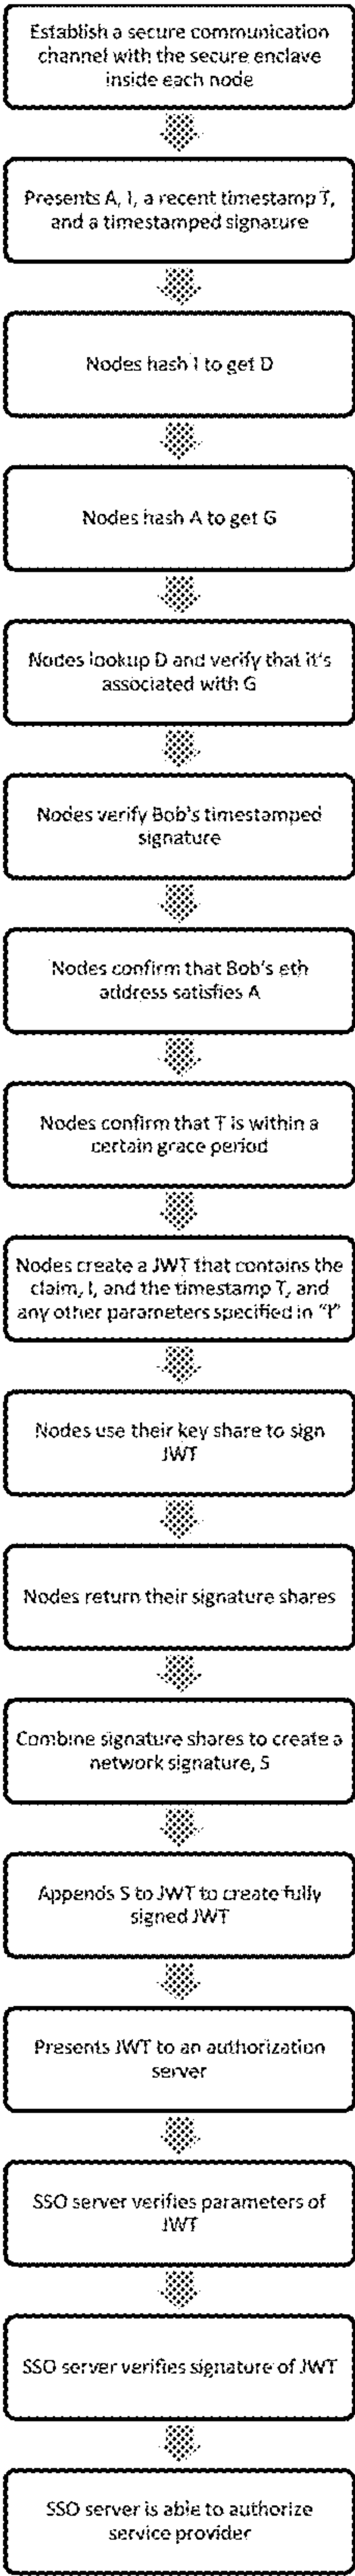 Establish a secure communication
channel with the secure enclave
inside each node
Presents A, I, a recent timestamp T,
and a timestamped signature
Nodes hash I to get D
Nodes hash A to get G
Nodes lookup D and verify that it's
associated with G
Nodes verify Bob's timestamped
signature
Nodes confirm that Bob's eth
address satisfies A
Nodes confirm that T is within a
certain grace period
Nodes create a JWT that contains the
claim, I, and the timestamp T, and
any other parameters specified in "I"
Nodes use their key share to sign
JWT
Nodes return their signature shares
Combine signature shares to create a
network signature, S
Appends S to JWT to create fully
signed JWT
Presents JWT to an authorization
server
SSO server verifies parameters of
JWT
SSO server verifies signature of JWT
SSO server is able to authorize
service provider